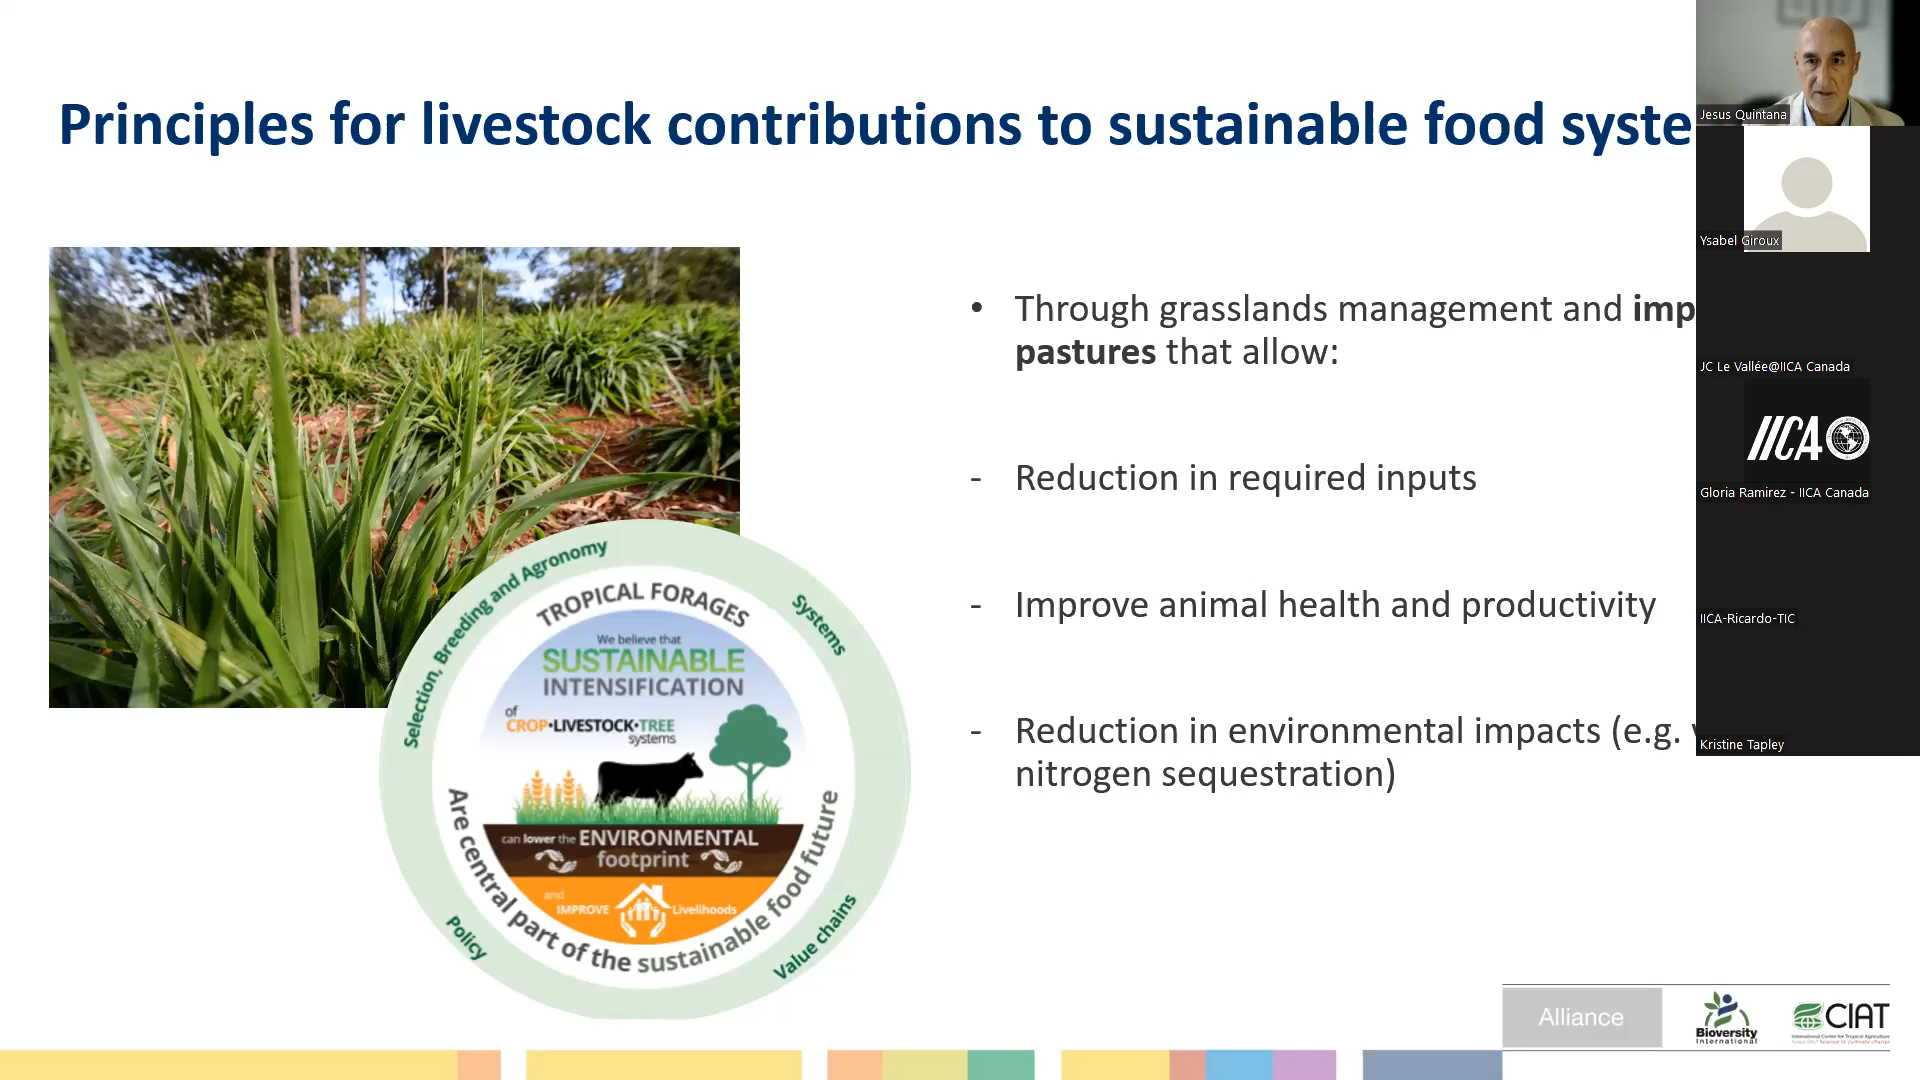 Principles for livestock contributions to sustainable food syste
• Through grasslands management and imp
pastures that allow:
- Reduction in required inputs
- Improve animal health and productivity
- Reduction in environmental impacts (e.g.
nitrogen sequestration)
Selection, Breeding and Agronomy
Systems
Value chains
Policy
TROPICAL FORAGES
We believe that
SUSTAINABLE
INTENSIFICATION
of
CROP•LIVESTOCK•TREE
systems
can lower the ENVIRONMENTAL
footprint
and
IMPROVE Livelihoods
Are central part of the sustainable food future
Jesus Quintana
Ysabel Giroux
JC Le Vallée@IICA Canada
IICA
Gloria Ramirez - IICA Canada
IICA-Ricardo-TIC
Kristine Tapley
Alliance
Bioversity
International
CIAT
International Center for Tropical Agriculture